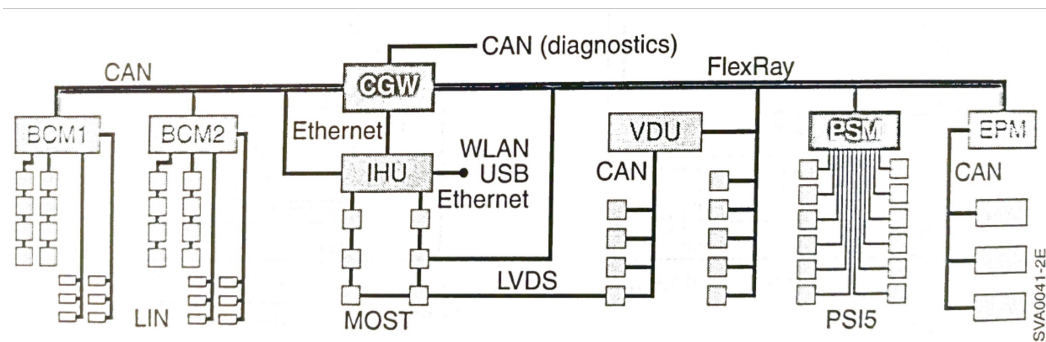 CAN (diagnostics)
CAN
CGW
FlexRay
BCM1
BCM2
Ethernet
IHU
WLAN
USB
Ethernet
VDU
CAN
PSM
EPM
CAN
LVDS
LIN
MOST
PSI5
SVA0041-2E